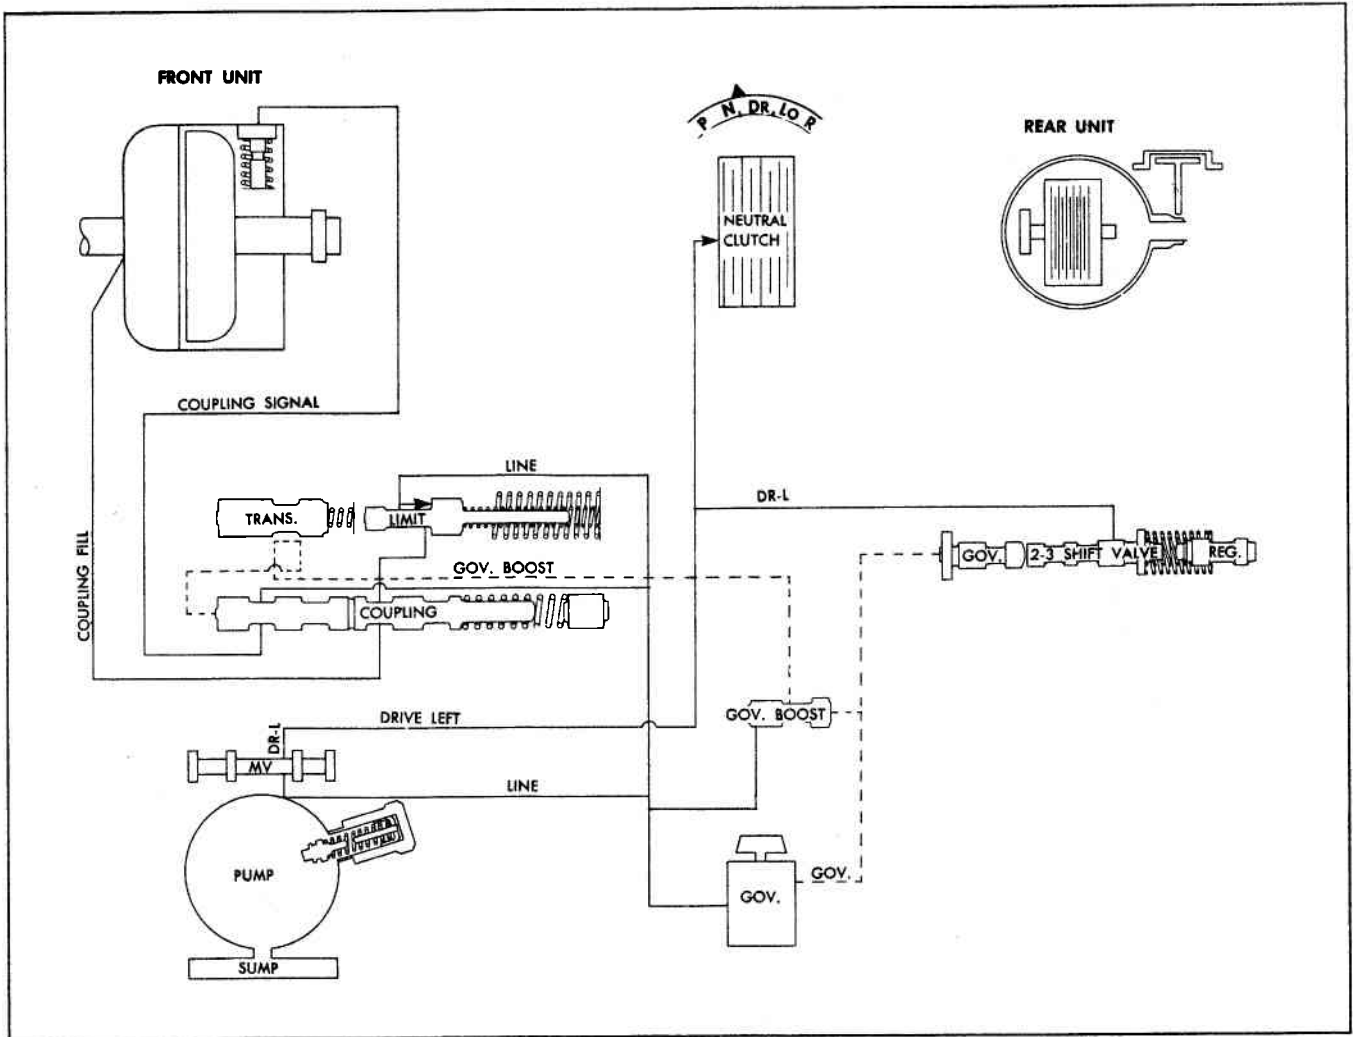 FRONT UNIT
P N, DR, LO R
REAR UNIT
NEUTRAL
CLUTCH
COUPLING SIGNAL
LINE
DR-L
TRANS.
LIMIT
GOV.
2-3 SHIFT VALVE
REG.
COUPLING FILL
GOV. BOOST
COUPLING
DRIVE LEFT
GOV. BOOST
DR-L
MV
LINE
PUMP
GOV.
GOV.
SUMP